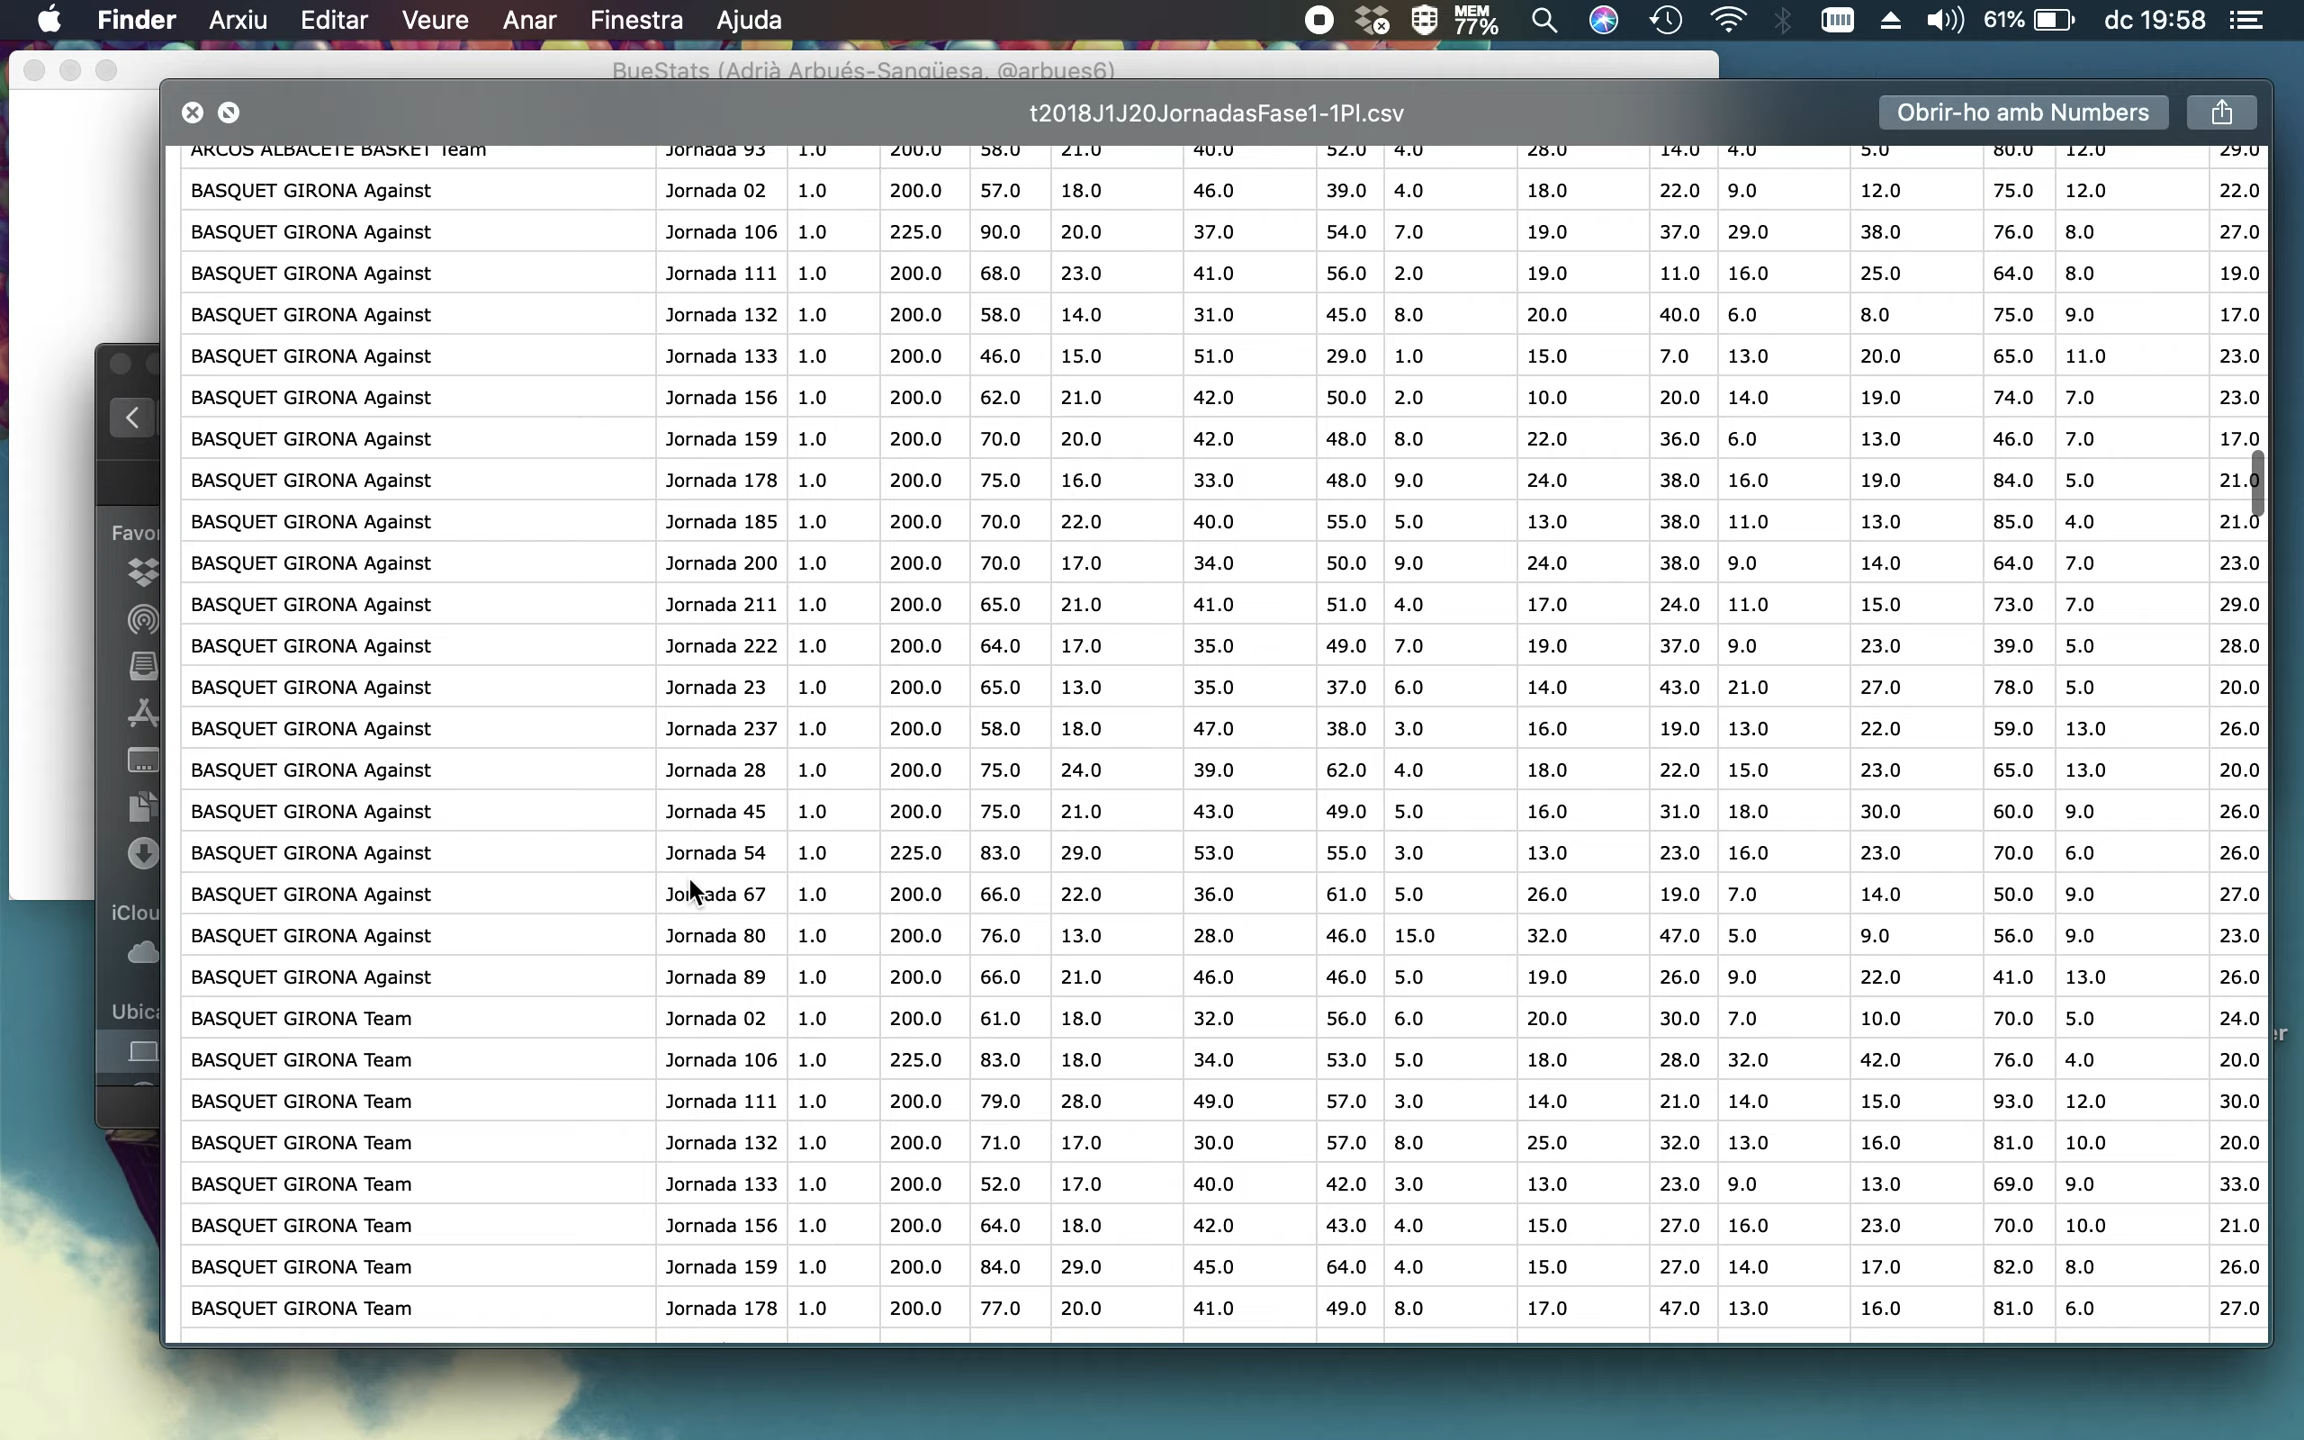 Finder Arxiu Editar Veure Anar Finestra Ajuda MEM 77% 61% dc 19:58
BueStats (Adrià Arbués-Sangüesa, @arbues6)
t2018J1J20JornadasFase1-1Pl.csv Obrir-ho amb Numbers
ARCOS ALBACETE BASKET Team Jornada 93 1.0 200.0 58.0 21.0 40.0 52.0 4.0 28.0 14.0 4.0 5.0 80.0 12.0 29.0
BASQUET GIRONA Against Jornada 02 1.0 200.0 57.0 18.0 46.0 39.0 4.0 18.0 22.0 9.0 12.0 75.0 12.0 22.0
BASQUET GIRONA Against Jornada 106 1.0 225.0 90.0 20.0 37.0 54.0 7.0 19.0 37.0 29.0 38.0 76.0 8.0 27.0
BASQUET GIRONA Against Jornada 111 1.0 200.0 68.0 23.0 41.0 56.0 2.0 19.0 11.0 16.0 25.0 64.0 8.0 19.0
BASQUET GIRONA Against Jornada 132 1.0 200.0 58.0 14.0 31.0 45.0 8.0 20.0 40.0 6.0 8.0 75.0 9.0 17.0
BASQUET GIRONA Against Jornada 133 1.0 200.0 46.0 15.0 51.0 29.0 1.0 15.0 7.0 13.0 20.0 65.0 11.0 23.0
BASQUET GIRONA Against Jornada 156 1.0 200.0 62.0 21.0 42.0 50.0 2.0 10.0 20.0 14.0 19.0 74.0 7.0 23.0
BASQUET GIRONA Against Jornada 159 1.0 200.0 70.0 20.0 42.0 48.0 8.0 22.0 36.0 6.0 13.0 46.0 7.0 17.0
BASQUET GIRONA Against Jornada 178 1.0 200.0 75.0 16.0 33.0 48.0 9.0 24.0 38.0 16.0 19.0 84.0 5.0 21.0
BASQUET GIRONA Against Jornada 185 1.0 200.0 70.0 22.0 40.0 55.0 5.0 13.0 38.0 11.0 13.0 85.0 4.0 21.0
BASQUET GIRONA Against Jornada 200 1.0 200.0 70.0 17.0 34.0 50.0 9.0 24.0 38.0 9.0 14.0 64.0 7.0 23.0
BASQUET GIRONA Against Jornada 211 1.0 200.0 65.0 21.0 41.0 51.0 4.0 17.0 24.0 11.0 15.0 73.0 7.0 29.0
BASQUET GIRONA Against Jornada 222 1.0 200.0 64.0 17.0 35.0 49.0 7.0 19.0 37.0 9.0 23.0 39.0 5.0 28.0
BASQUET GIRONA Against Jornada 23 1.0 200.0 65.0 13.0 35.0 37.0 6.0 14.0 43.0 21.0 27.0 78.0 5.0 20.0
BASQUET GIRONA Against Jornada 237 1.0 200.0 58.0 18.0 47.0 38.0 3.0 16.0 19.0 13.0 22.0 59.0 13.0 26.0
BASQUET GIRONA Against Jornada 28 1.0 200.0 75.0 24.0 39.0 62.0 4.0 18.0 22.0 15.0 23.0 65.0 13.0 20.0
BASQUET GIRONA Against Jornada 45 1.0 200.0 75.0 21.0 43.0 49.0 5.0 16.0 31.0 18.0 30.0 60.0 9.0 26.0
BASQUET GIRONA Against Jornada 54 1.0 225.0 83.0 29.0 53.0 55.0 3.0 13.0 23.0 16.0 23.0 70.0 6.0 26.0
BASQUET GIRONA Against Jornada 67 1.0 200.0 66.0 22.0 36.0 61.0 5.0 26.0 19.0 7.0 14.0 50.0 9.0 27.0
BASQUET GIRONA Against Jornada 80 1.0 200.0 76.0 13.0 28.0 46.0 15.0 32.0 47.0 5.0 9.0 56.0 9.0 23.0
BASQUET GIRONA Against Jornada 89 1.0 200.0 66.0 21.0 46.0 46.0 5.0 19.0 26.0 9.0 22.0 41.0 13.0 26.0
BASQUET GIRONA Team Jornada 02 1.0 200.0 61.0 18.0 32.0 56.0 6.0 20.0 30.0 7.0 10.0 70.0 5.0 24.0
BASQUET GIRONA Team Jornada 106 1.0 225.0 83.0 18.0 34.0 53.0 5.0 18.0 28.0 32.0 42.0 76.0 4.0 20.0
BASQUET GIRONA Team Jornada 111 1.0 200.0 79.0 28.0 49.0 57.0 3.0 14.0 21.0 14.0 15.0 93.0 12.0 30.0
BASQUET GIRONA Team Jornada 132 1.0 200.0 71.0 17.0 30.0 57.0 8.0 25.0 32.0 13.0 16.0 81.0 10.0 20.0
BASQUET GIRONA Team Jornada 133 1.0 200.0 52.0 17.0 40.0 42.0 3.0 13.0 23.0 9.0 13.0 69.0 9.0 33.0
BASQUET GIRONA Team Jornada 156 1.0 200.0 64.0 18.0 42.0 43.0 4.0 15.0 27.0 16.0 23.0 70.0 10.0 21.0
BASQUET GIRONA Team Jornada 159 1.0 200.0 84.0 29.0 45.0 64.0 4.0 15.0 27.0 14.0 17.0 82.0 8.0 26.0
BASQUET GIRONA Team Jornada 178 1.0 200.0 77.0 20.0 41.0 49.0 8.0 17.0 47.0 13.0 16.0 81.0 6.0 27.0
Favor
iClou
Ubica
er